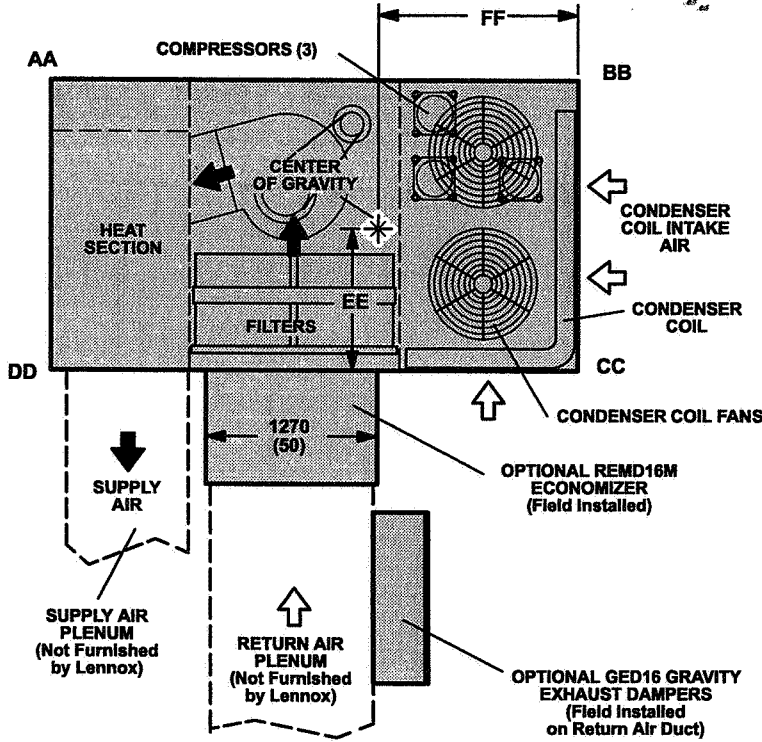 FF
COMPRESSORS (3)
AA
BB
CENTER
OF GRAVITY
HEAT
SECTION
CONDENSER
COIL INTAKE
AIR
EE
FILTERS
CONDENSER
COIL
DD
CC
CONDENSER COIL FANS
1270
(50)
OPTIONAL REMD16M
ECONOMIZER
(Field Installed)
SUPPLY
AIR
SUPPLY AIR
PLENUM
(Not Furnished
by Lennox)
RETURN AIR
PLENUM
(Not Furnished
by Lennox)
OPTIONAL GED16 GRAVITY
EXHAUST DAMPERS
(Field Installed
on Return Air Duct)